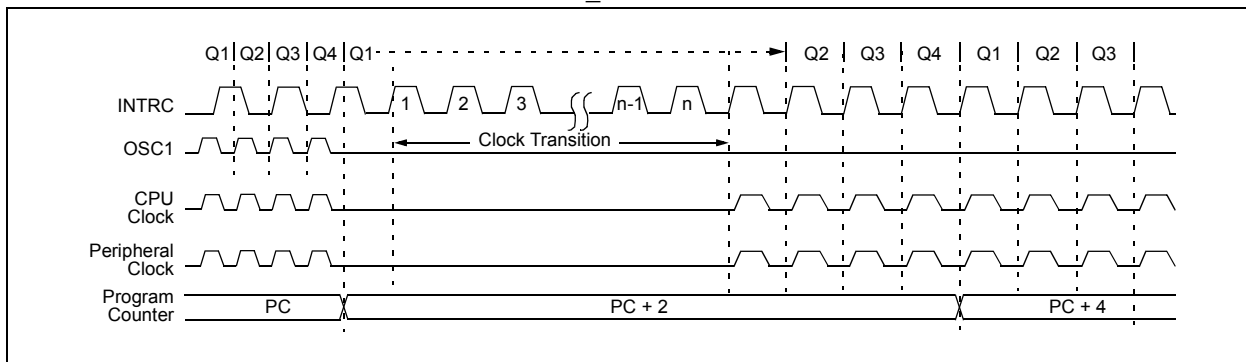 Q1 Q2 Q3 Q4 Q1 Q2 Q3 Q4 Q1 Q2 Q3
INTRC 1 2 3 n-1 n
Clock Transition
OSC1
CPU
Clock
Peripheral
Clock
Program
Counter
PC PC + 2 PC + 4